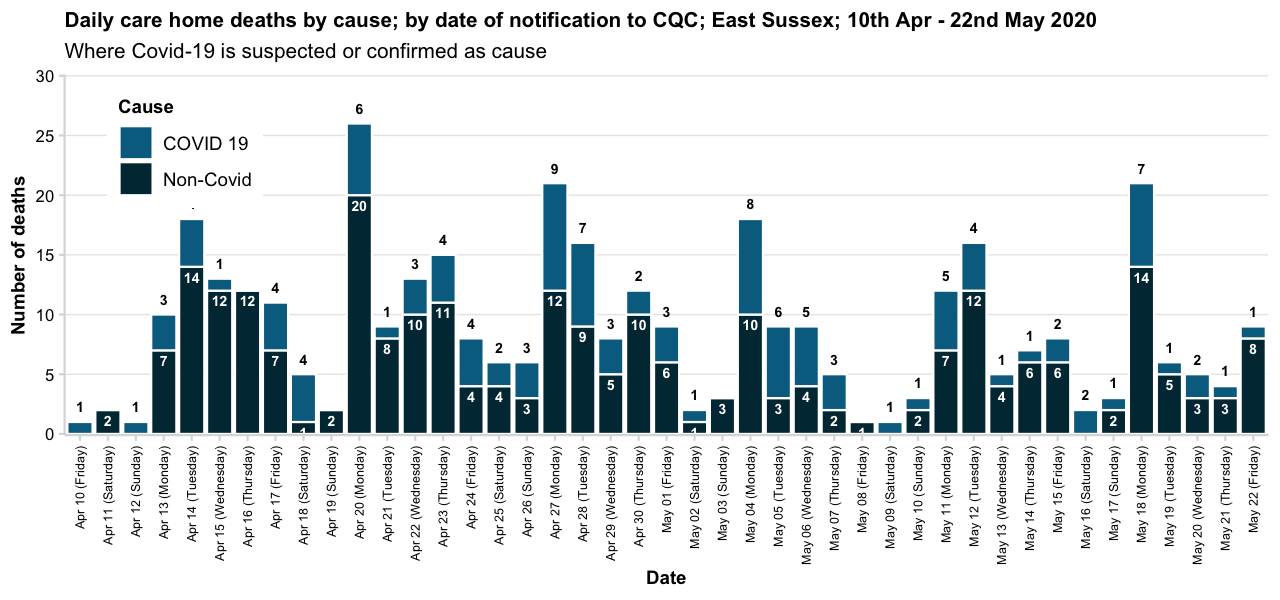 Daily care home deaths by cause; by date of notification to CQC; East Sussex; 10th Apr - 22nd May 2020
Where Covid-19 is suspected or confirmed as cause
Number of deaths
30
25
20
15
10
5
0
Cause
COVID 19
Non-Covid
1 1 3 1 4 4 6 1 3 4 4 2 3 9 7 3 2 3 1 8 6 5 3 1 1 5 4 1 1 2 2 1 7 1 2 1 1
2 7 14 12 12 7 1 2 20 8 10 11 4 4 3 12 9 5 10 6 1 3 10 3 4 2 1 2 7 12 4 6 6 2 14 5 3 3 8
Apr 10 (Friday)
Apr 11 (Saturday)
Apr 12 (Sunday)
Apr 13 (Monday)
Apr 14 (Tuesday)
Apr 15 (Wednesday)
Apr 16 (Thursday)
Apr 17 (Friday)
Apr 18 (Saturday)
Apr 19 (Sunday)
Apr 20 (Monday)
Apr 21 (Tuesday)
Apr 22 (Wednesday)
Apr 23 (Thursday)
Apr 24 (Friday)
Apr 25 (Saturday)
Apr 26 (Sunday)
Apr 27 (Monday)
Apr 28 (Tuesday)
Apr 29 (Wednesday)
Apr 30 (Thursday)
May 01 (Friday)
May 02 (Saturday)
May 03 (Sunday)
May 04 (Monday)
May 05 (Tuesday)
May 06 (Wednesday)
May 07 (Thursday)
May 08 (Friday)
May 09 (Saturday)
May 10 (Sunday)
May 11 (Monday)
May 12 (Tuesday)
May 13 (Wednesday)
May 14 (Thursday)
May 15 (Friday)
May 16 (Saturday)
May 17 (Sunday)
May 18 (Monday)
May 19 (Tuesday)
May 20 (Wednesday)
May 21 (Thursday)
May 22 (Friday)
Date